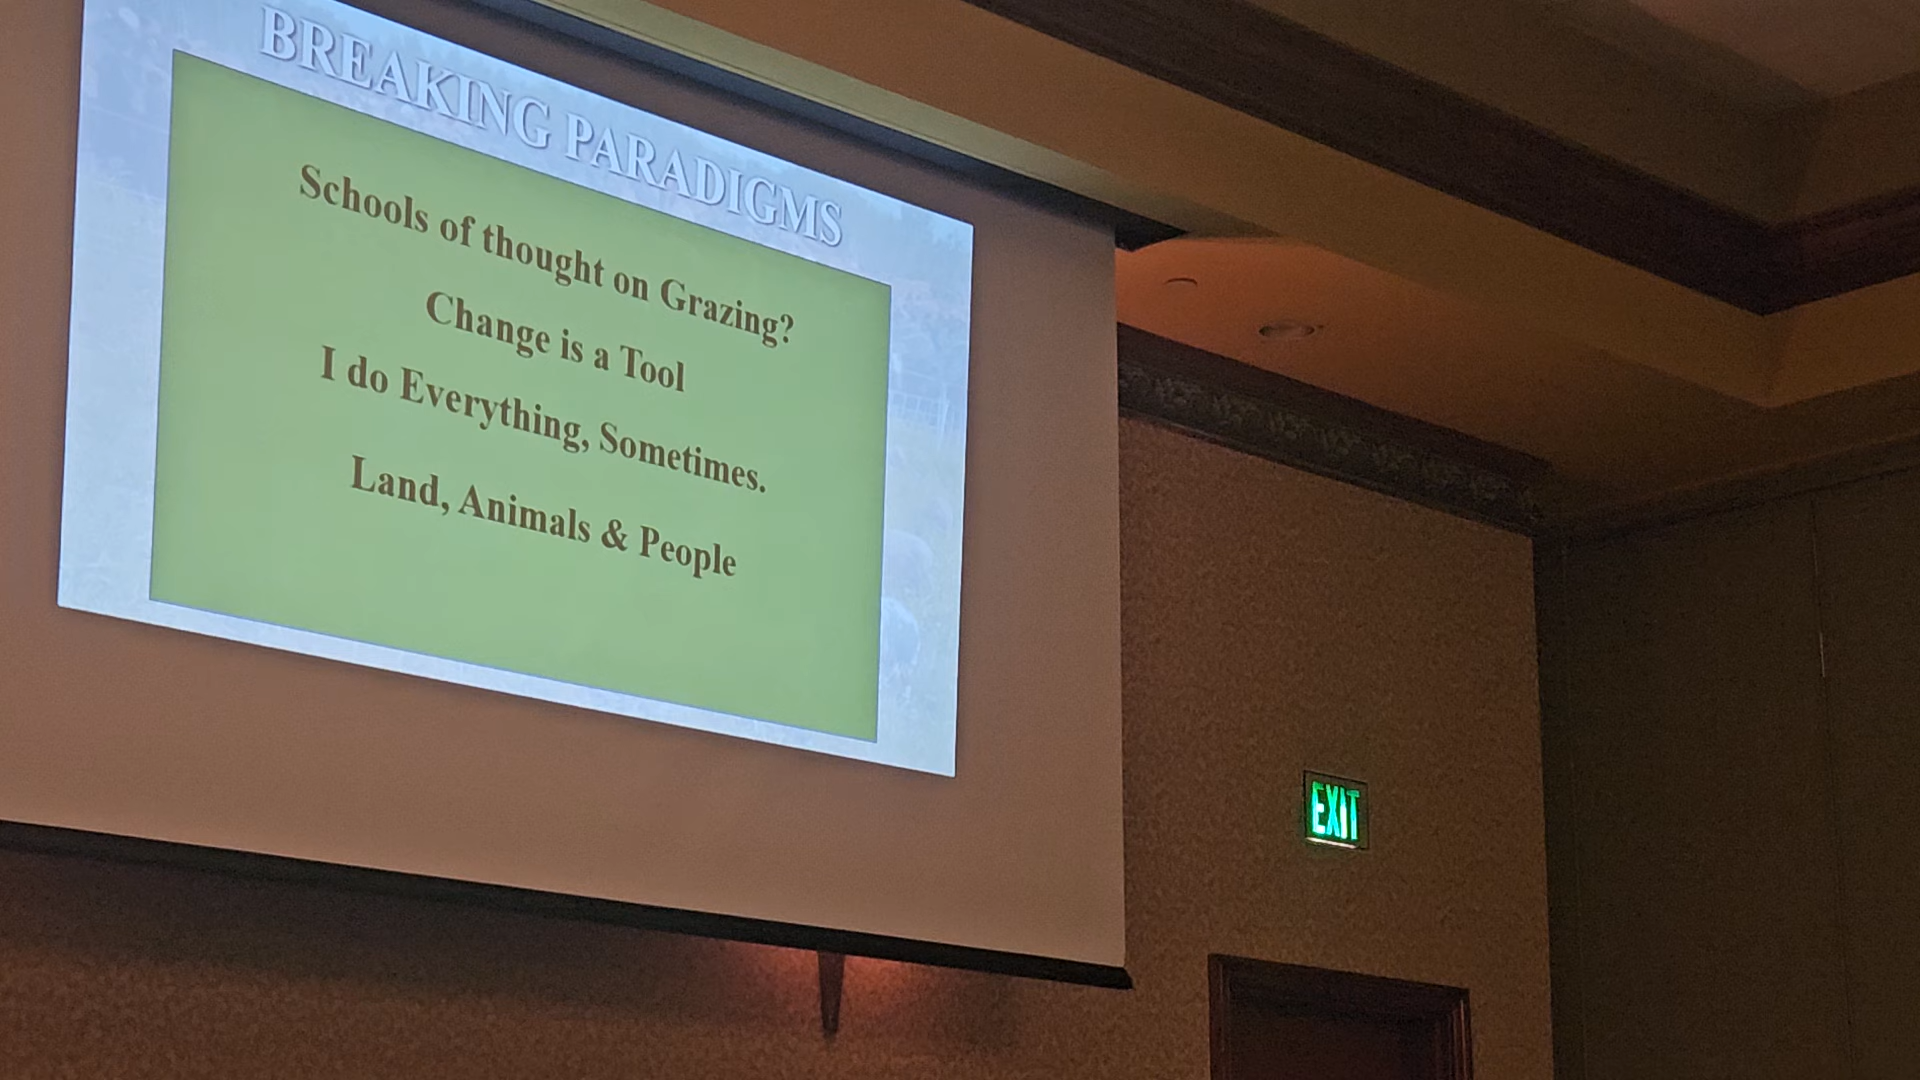 BREAKING PARADIGMS
Schools of thought on Grazing?
Change is a Tool
I do Everything, Sometimes.
Land, Animals & People
EXIT